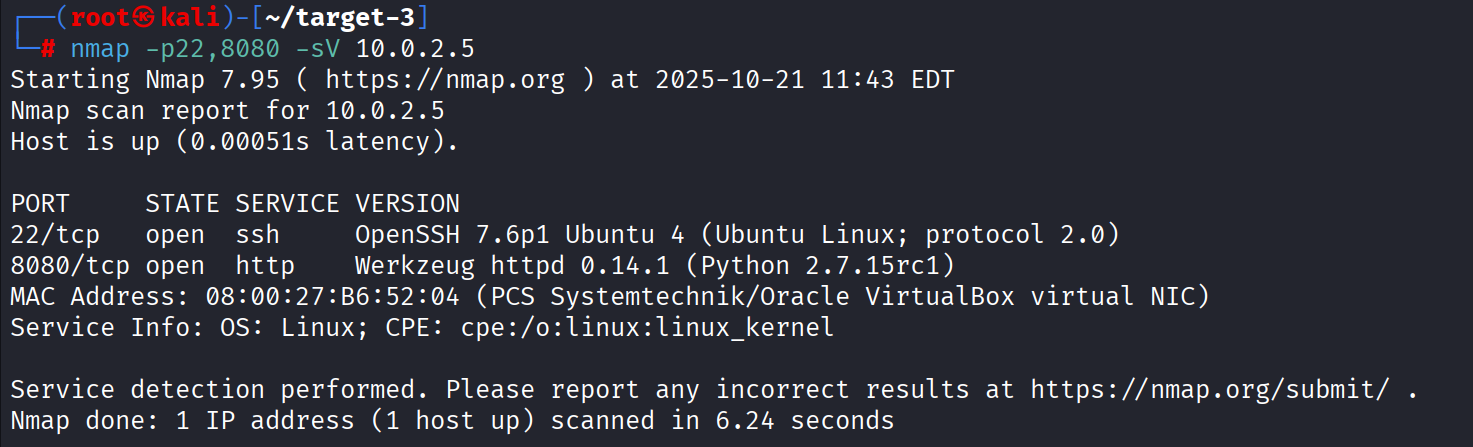 ┌──(root㉿kali)-[~/target-3]
└─# nmap -p22,8080 -sV 10.0.2.5
Starting Nmap 7.95 ( https://nmap.org ) at 2025-10-21 11:43 EDT
Nmap scan report for 10.0.2.5
Host is up (0.00051s latency).

PORT     STATE SERVICE VERSION
22/tcp   open  ssh     OpenSSH 7.6p1 Ubuntu 4 (Ubuntu Linux; protocol 2.0)
8080/tcp open  http    Werkzeug httpd 0.14.1 (Python 2.7.15rc1)
MAC Address: 08:00:27:B6:52:04 (PCS Systemtechnik/Oracle VirtualBox virtual NIC)
Service Info: OS: Linux; CPE: cpe:/o:linux:linux_kernel

Service detection performed. Please report any incorrect results at https://nmap.org/submit/ .
Nmap done: 1 IP address (1 host up) scanned in 6.24 seconds